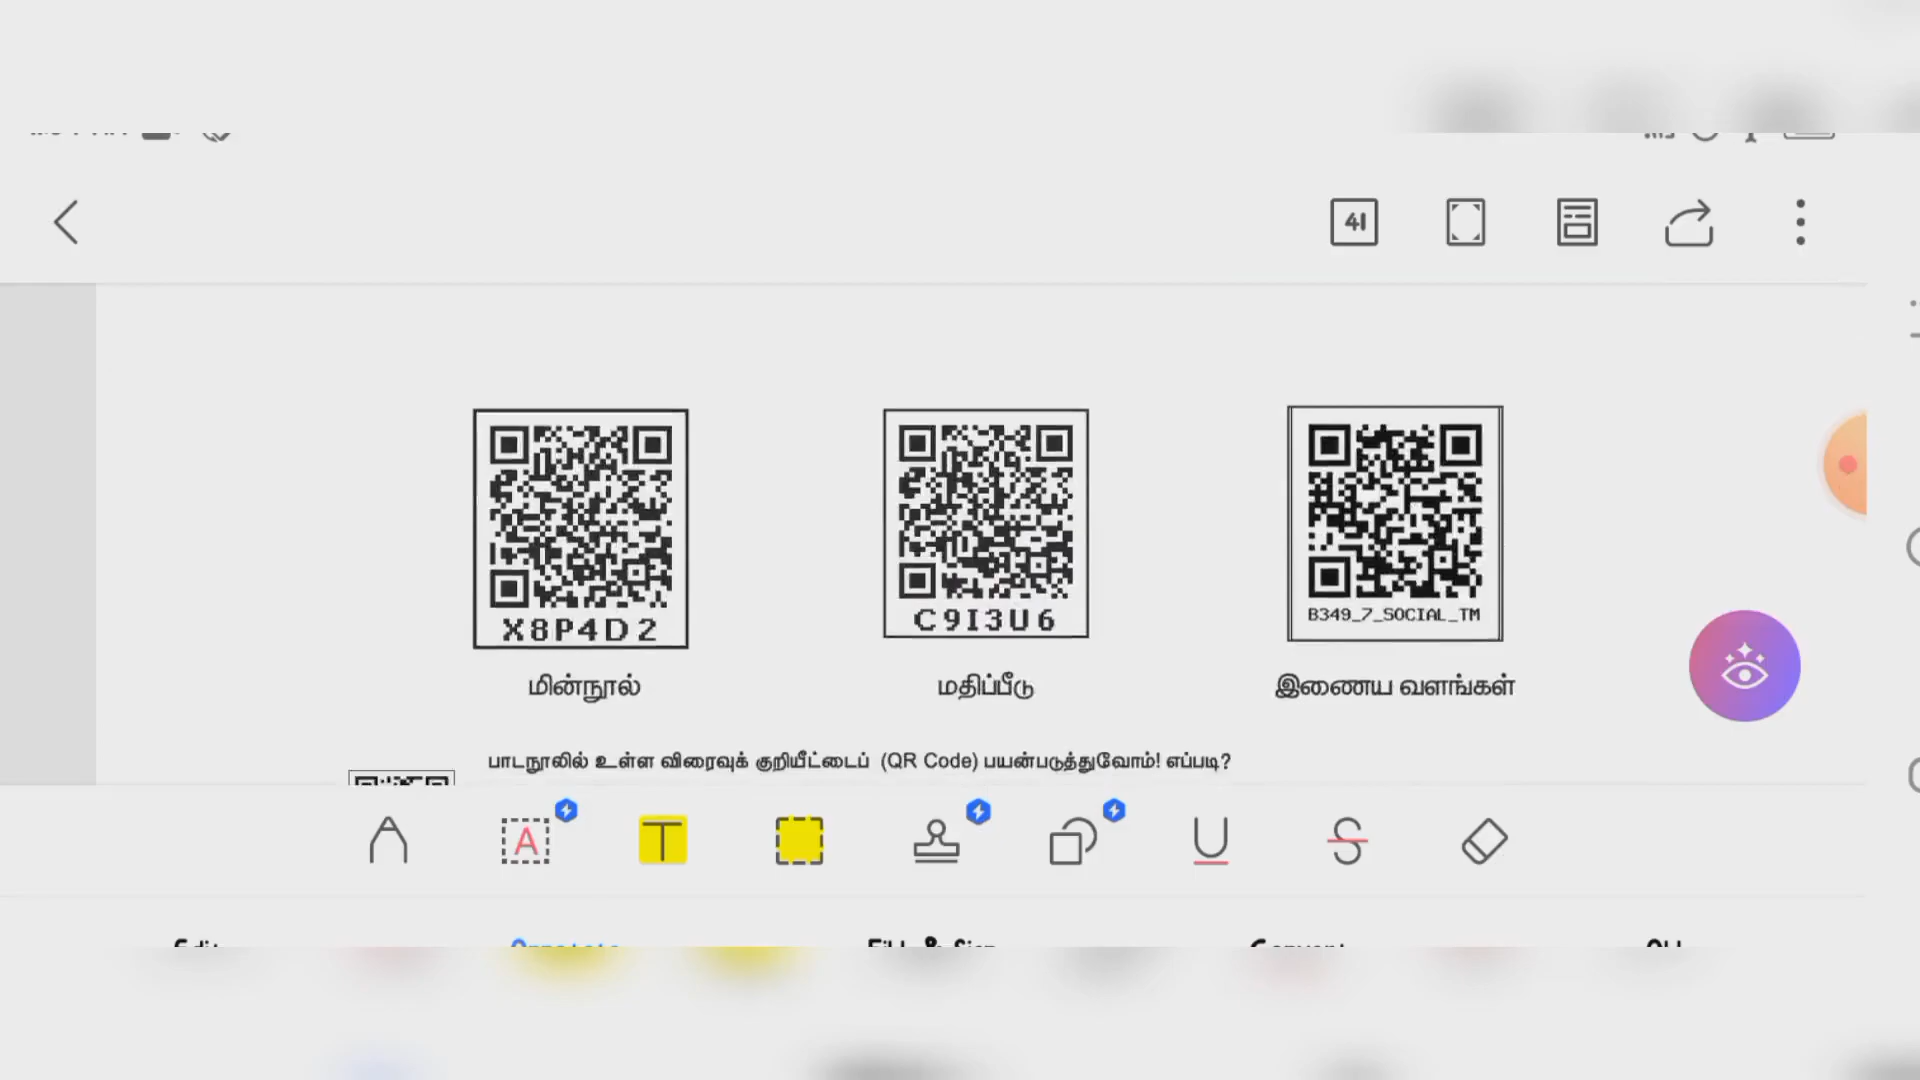 X8P4D2
C9I3U6
B349_7_SOCIAL_TM
மின்நூல்
மதிப்பீடு
இணைய வளங்கள்
பாடநூலில் உள்ள விரைவுக் குறியீட்டைப் (QR Code) பயன்படுத்துவோம்! எப்படி?